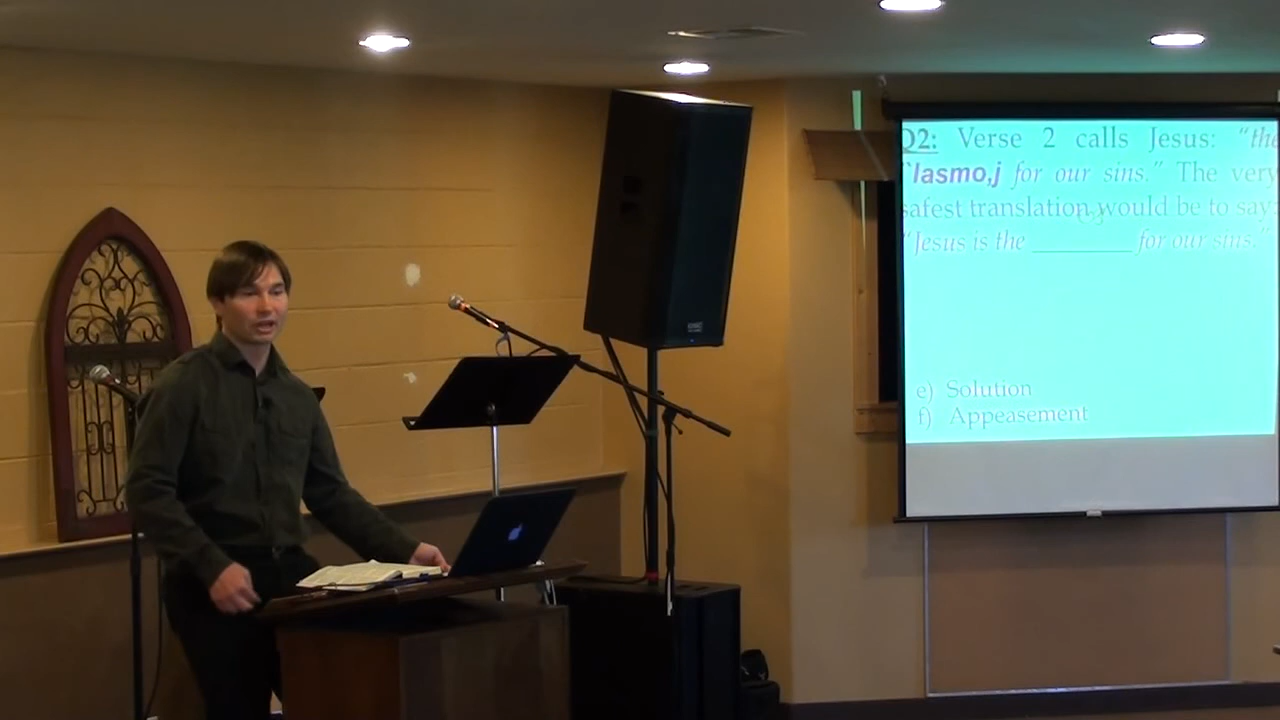 Q2: Verse 2 calls Jesus: "the
`lasmo,j for our sins." The very
safest translation would be to say:
"Jesus is the ________ for our sins."
e) Solution
f) Appeasement